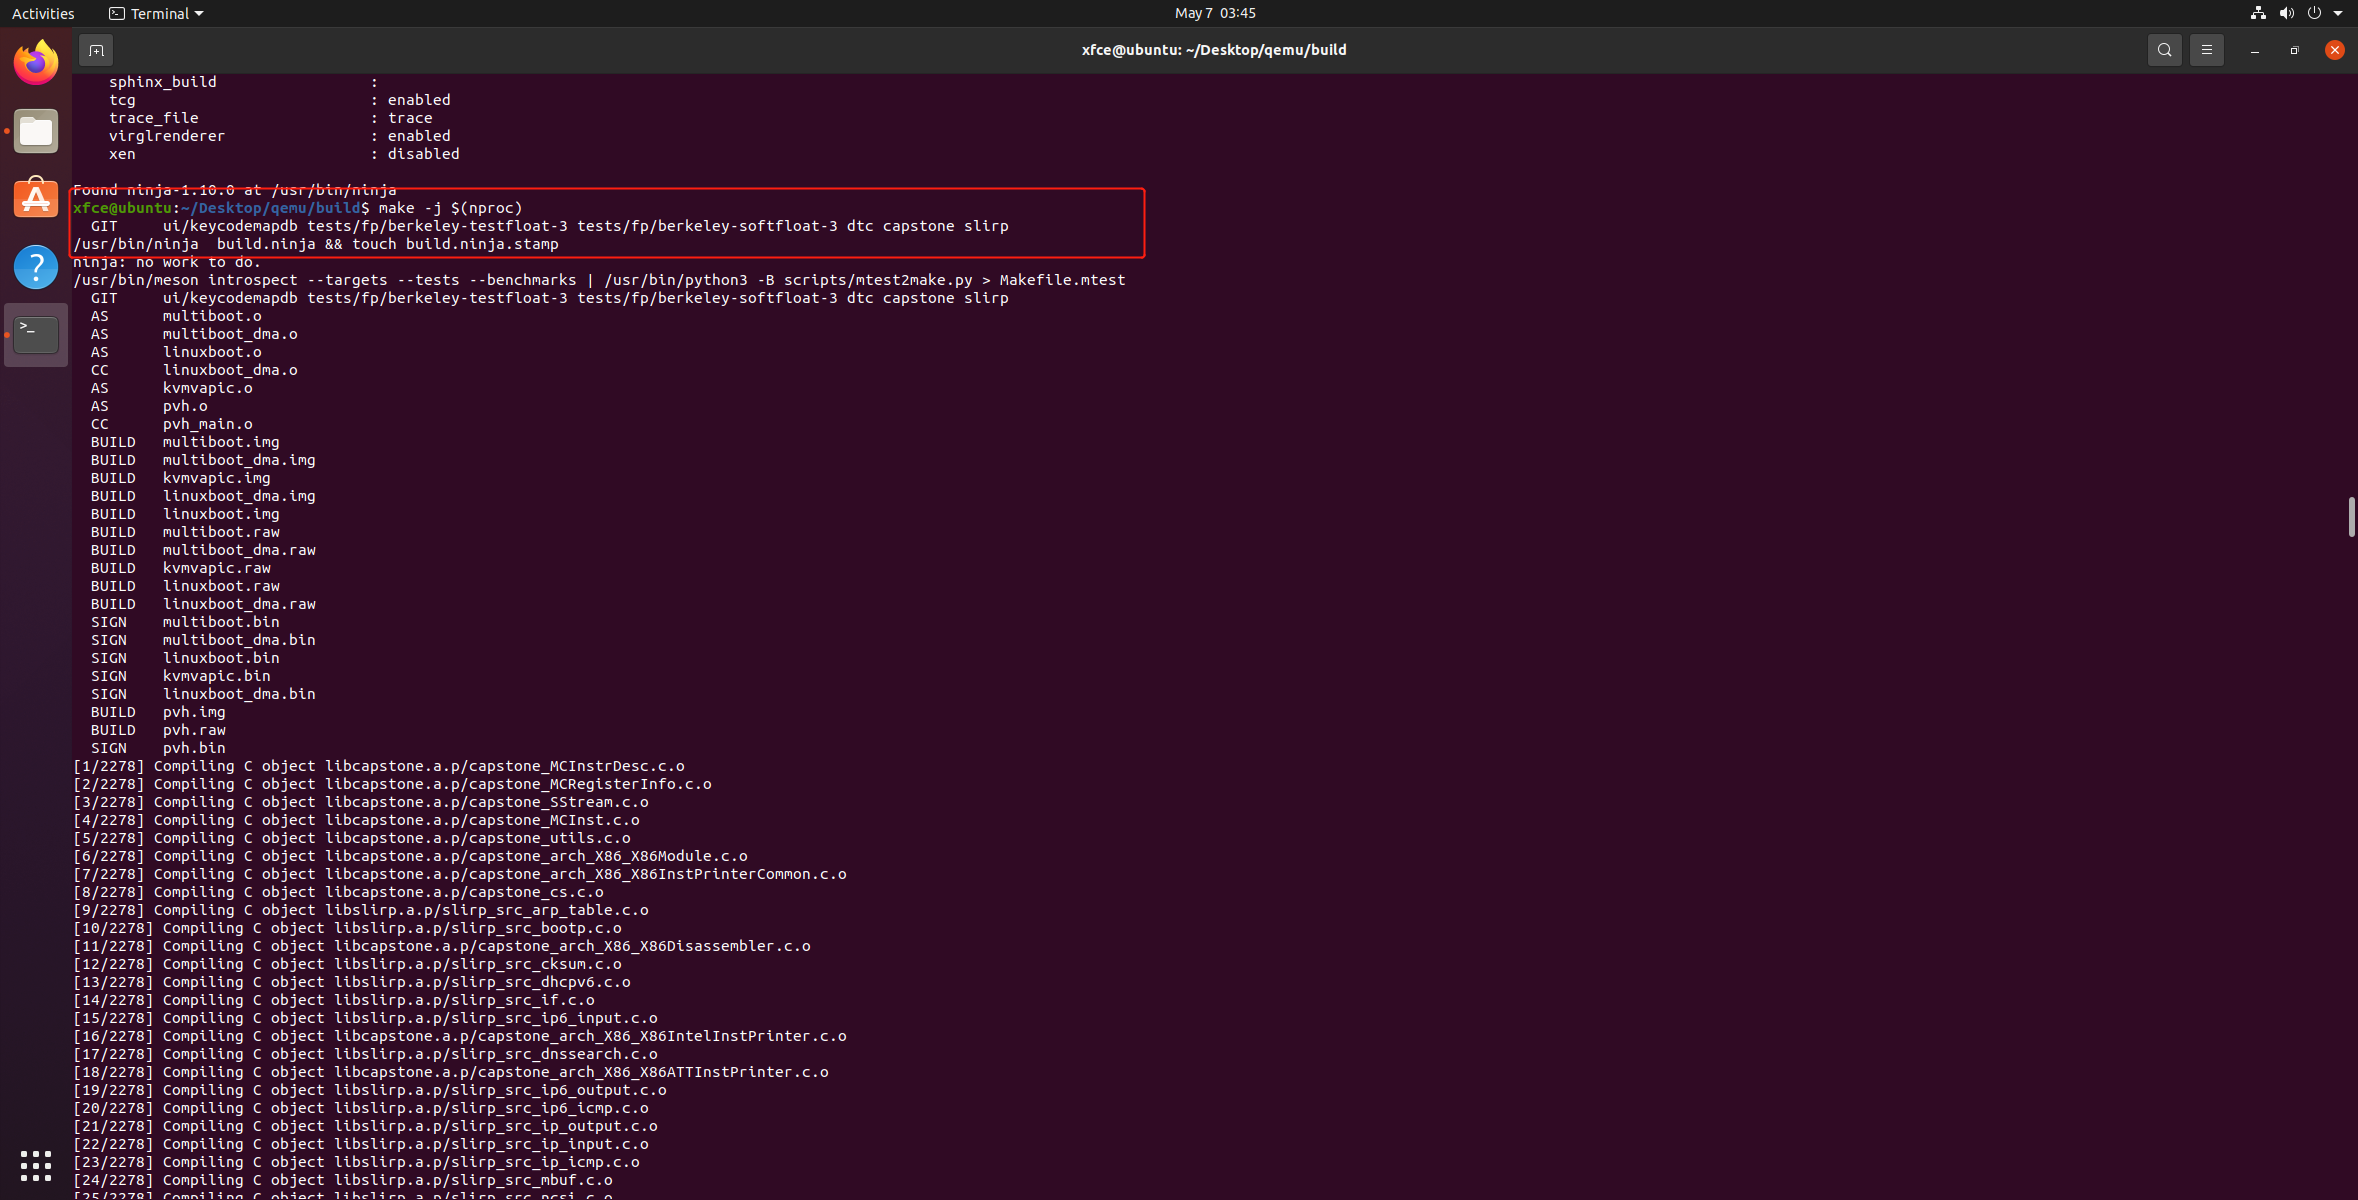 Activities
Terminal
May 7 03:45
xfce@ubuntu: ~/Desktop/qemu/build
sphinx_build :
tcg : enabled
trace_file : trace
virglrenderer : enabled
xen : disabled
Found ninja-1.10.0 at /usr/bin/ninja
xfce@ubuntu:~/Desktop/qemu/build$ make -j $(nproc)
GIT ui/keycodemapdb tests/fp/berkeley-testfloat-3 tests/fp/berkeley-softfloat-3 dtc capstone slirp
/usr/bin/ninja build.ninja && touch build.ninja.stamp
ninja: no work to do.
/usr/bin/meson introspect --targets --tests --benchmarks | /usr/bin/python3 -B scripts/mtest2make.py > Makefile.mtest
GIT ui/keycodemapdb tests/fp/berkeley-testfloat-3 tests/fp/berkeley-softfloat-3 dtc capstone slirp
AS multiboot.o
AS multiboot_dma.o
AS linuxboot.o
CC linuxboot_dma.o
AS kvmvapic.o
AS pvh.o
CC pvh_main.o
BUILD multiboot.img
BUILD multiboot_dma.img
BUILD kvmvapic.img
BUILD linuxboot_dma.img
BUILD linuxboot.img
BUILD multiboot.raw
BUILD multiboot_dma.raw
BUILD kvmvapic.raw
BUILD linuxboot.raw
BUILD linuxboot_dma.raw
SIGN multiboot.bin
SIGN multiboot_dma.bin
SIGN linuxboot.bin
SIGN kvmvapic.bin
SIGN linuxboot_dma.bin
BUILD pvh.img
BUILD pvh.raw
SIGN pvh.bin
[1/2278] Compiling C object libcapstone.a.p/capstone_MCInstrDesc.c.o
[2/2278] Compiling C object libcapstone.a.p/capstone_MCRegisterInfo.c.o
[3/2278] Compiling C object libcapstone.a.p/capstone_SStream.c.o
[4/2278] Compiling C object libcapstone.a.p/capstone_MCInst.c.o
[5/2278] Compiling C object libcapstone.a.p/capstone_utils.c.o
[6/2278] Compiling C object libcapstone.a.p/capstone_arch_X86_X86Module.c.o
[7/2278] Compiling C object libcapstone.a.p/capstone_arch_X86_X86InstPrinterCommon.c.o
[8/2278] Compiling C object libcapstone.a.p/capstone_cs.c.o
[9/2278] Compiling C object libslirp.a.p/slirp_src_arp_table.c.o
[10/2278] Compiling C object libslirp.a.p/slirp_src_bootp.c.o
[11/2278] Compiling C object libcapstone.a.p/capstone_arch_X86_X86Disassembler.c.o
[12/2278] Compiling C object libslirp.a.p/slirp_src_cksum.c.o
[13/2278] Compiling C object libslirp.a.p/slirp_src_dhcpv6.c.o
[14/2278] Compiling C object libslirp.a.p/slirp_src_if.c.o
[15/2278] Compiling C object libslirp.a.p/slirp_src_ip6_input.c.o
[16/2278] Compiling C object libcapstone.a.p/capstone_arch_X86_X86IntelInstPrinter.c.o
[17/2278] Compiling C object libslirp.a.p/slirp_src_dnssearch.c.o
[18/2278] Compiling C object libcapstone.a.p/capstone_arch_X86_X86ATTInstPrinter.c.o
[19/2278] Compiling C object libslirp.a.p/slirp_src_ip6_output.c.o
[20/2278] Compiling C object libslirp.a.p/slirp_src_ip6_icmp.c.o
[21/2278] Compiling C object libslirp.a.p/slirp_src_ip_output.c.o
[22/2278] Compiling C object libslirp.a.p/slirp_src_ip_input.c.o
[23/2278] Compiling C object libslirp.a.p/slirp_src_ip_icmp.c.o
[24/2278] Compiling C object libslirp.a.p/slirp_src_mbuf.c.o
[25/2278] Compiling C object libslirp.a.p/slirp_src_ncsi.c.o